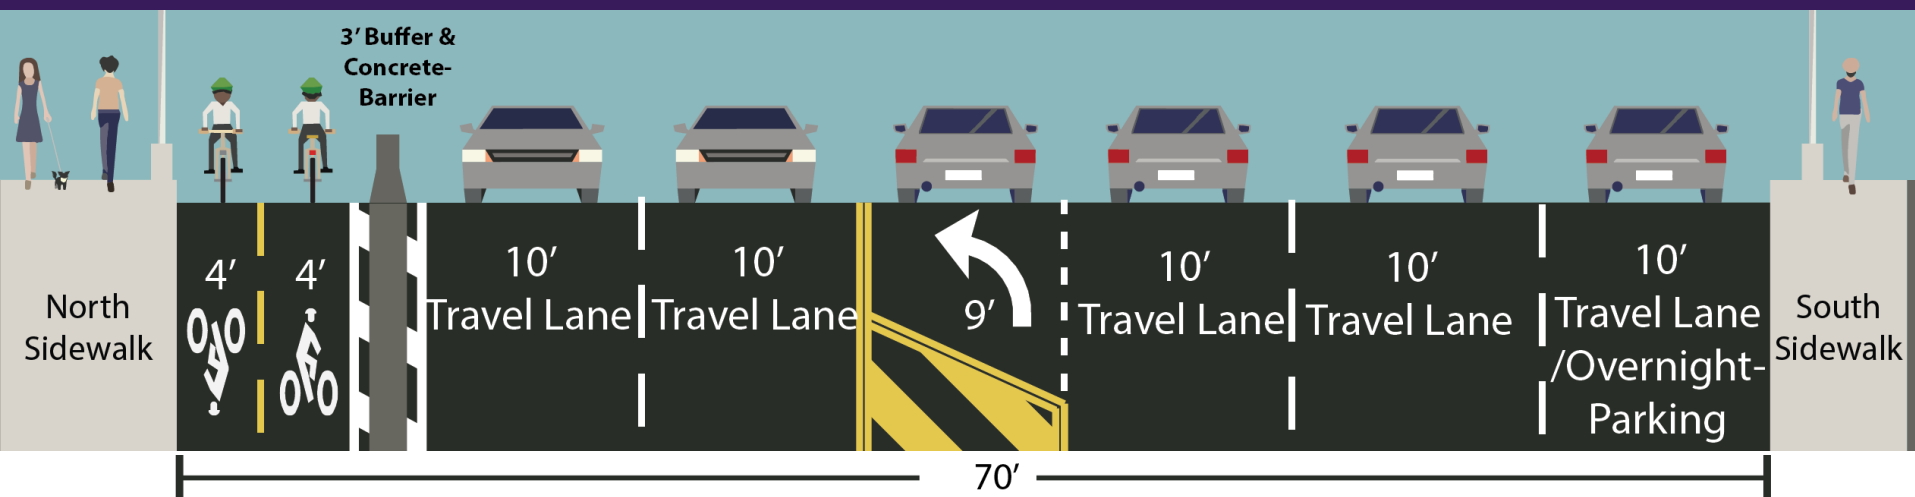 3’ Buffer &
Concrete-
Barrier
North
Sidewalk
4’
4’
10’
Travel Lane
10’
Travel Lane
9’
10’
Travel Lane
10’
Travel Lane
10’
Travel Lane
/Overnight-
Parking
South
Sidewalk
70’